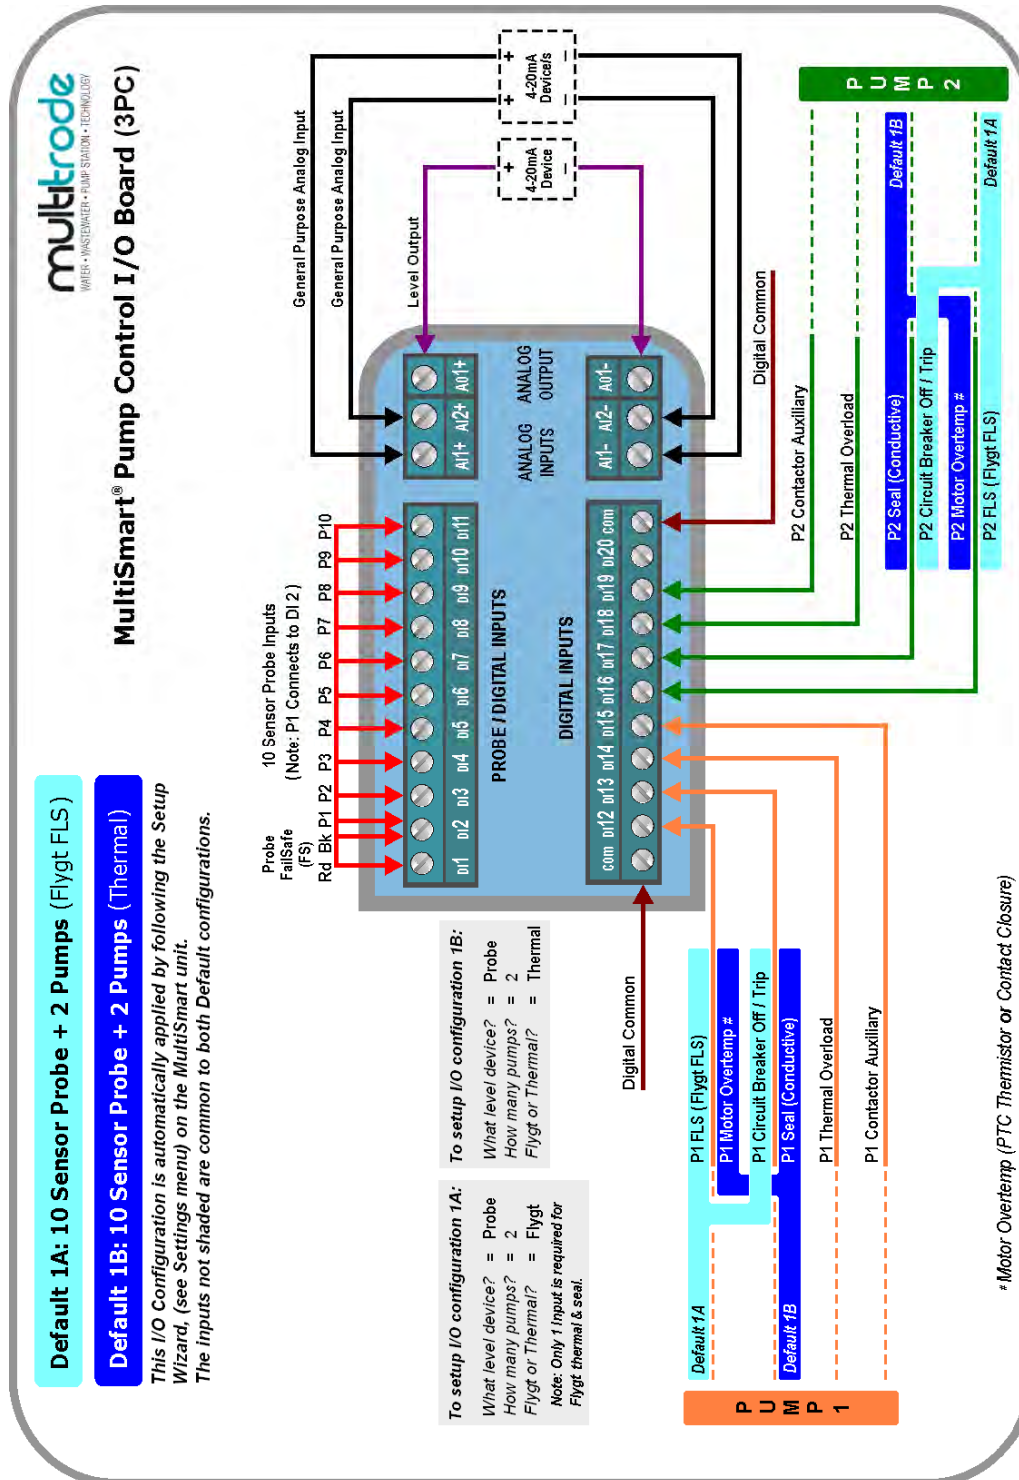 Default 1A: 10 Sensor Probe + 2 Pumps (Flygt FLS)
Default 1B: 10 Sensor Probe + 2 Pumps (Thermal)
This I/O Configuration is automatically applied by following the Setup
Wizard, (see Settings menu) on the MultiSmart unit.
The inputs not shaded are common to both Default configurations.
multitrode
WATER • WASTEWATER • PUMP STATION • TECHNOLOGY
MultiSmart® Pump Control I/O Board (3PC)
10 Sensor Probe Inputs
(Note: P1 Connects to DI 2)
Probe
FailSafe
(FS)
Rd Bk P1 P2 P3 P4 P5 P6 P7 P8 P9 P10
DI1 DI2 DI3 DI4 DI5 DI6 DI7 DI8 DI9 DI10 DI11
PROBE / DIGITAL INPUTS
DIGITAL INPUTS
com DI12 DI13 DI14 DI15 DI16 DI17 DI18 DI19 DI20 com
AI1+ AI2+ AO1+
ANALOG
INPUTS
ANALOG
OUTPUT
AI1- AI2- AO1-
General Purpose Analog Input
General Purpose Analog Input
Level Output
+ 4-20mA –
Device
+ + 4-20mA – –
Device/s
Digital Common
Digital Common
To setup I/O configuration 1A:
What level device? = Probe
How many pumps? = 2
Flygt or Thermal? = Flygt
Note: Only 1 Input is required for
Flygt thermal & seal.
To setup I/O configuration 1B:
What level device? = Probe
How many pumps? = 2
Flygt or Thermal? = Thermal
PUMP 1
Default 1A
Default 1B
P1 FLS (Flygt FLS)
P1 Motor Overtemp #
P1 Circuit Breaker Off / Trip
P1 Seal (Conductive)
P1 Thermal Overload
P1 Contactor Auxiliary
P2 Contactor Auxiliary
P2 Thermal Overload
P2 Seal (Conductive)
P2 Circuit Breaker Off / Trip
P2 Motor Overtemp #
P2 FLS (Flygt FLS)
Default 1B
Default 1A
PUMP 2
# Motor Overtemp (PTC Thermistor or Contact Closure)